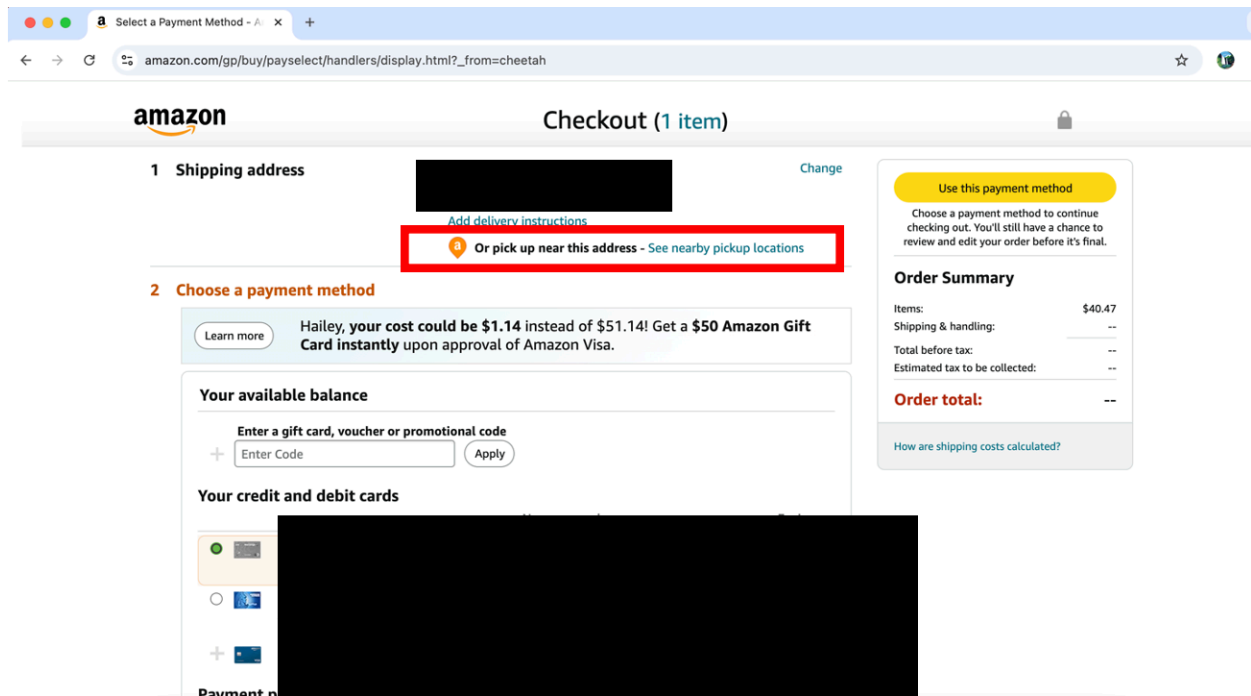 Select a Payment Method - A
amazon.com/gp/buy/payselect/handlers/display.html?_from=cheetah
amazon
Checkout (1 item)
1 Shipping address
Change
Add delivery instructions
Or pick up near this address - See nearby pickup locations
2 Choose a payment method
Learn more
Hailey, your cost could be $1.14 instead of $51.14! Get a $50 Amazon Gift
Card instantly upon approval of Amazon Visa.
Your available balance
Enter a gift card, voucher or promotional code
Enter Code
Apply
Your credit and debit cards
Payment p
Use this payment method
Choose a payment method to continue
checking out. You'll still have a chance to
review and edit your order before it's final.
Order Summary
Items: $40.47
Shipping & handling: --
Total before tax: --
Estimated tax to be collected: --
Order total: --
How are shipping costs calculated?